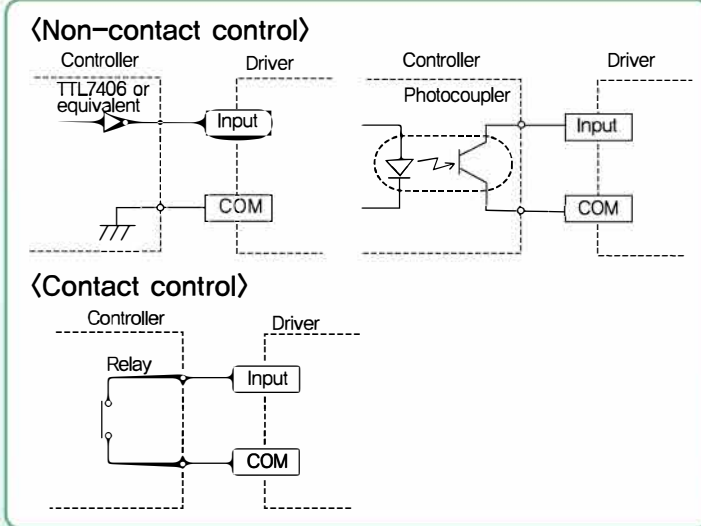 〈Non-contact control〉
Controller Driver
TTL7406 or
equivalent
Input
COM
Controller Driver
Photocoupler
Input
COM
〈Contact control〉
Controller Driver
Relay
Input
COM